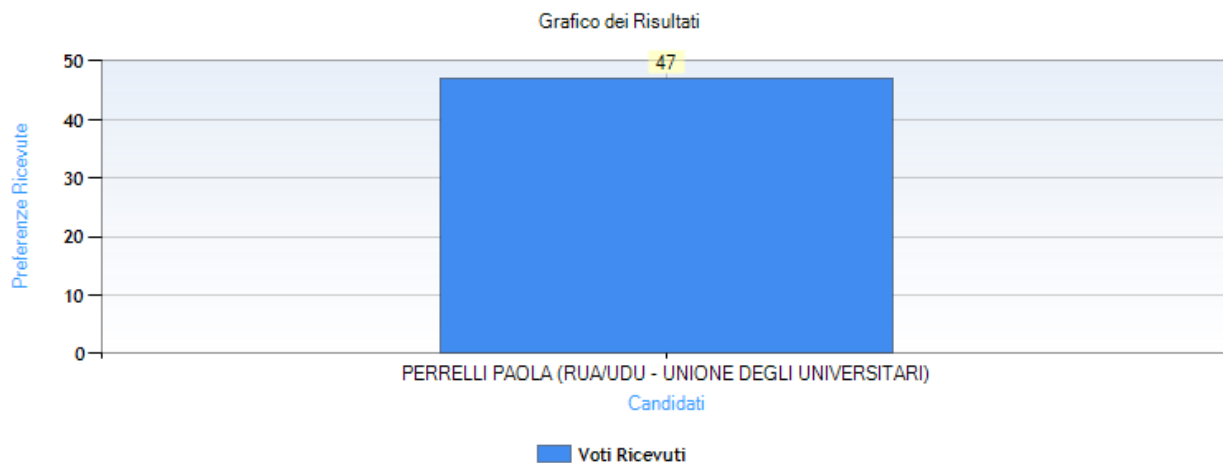 Grafico dei Risultati
50
47
40
30
20
10
0
Preferenze Ricevute
PERRELLI PAOLA (RUA/UDU - UNIONE DEGLI UNIVERSITARI)
Candidati
Voti Ricevuti